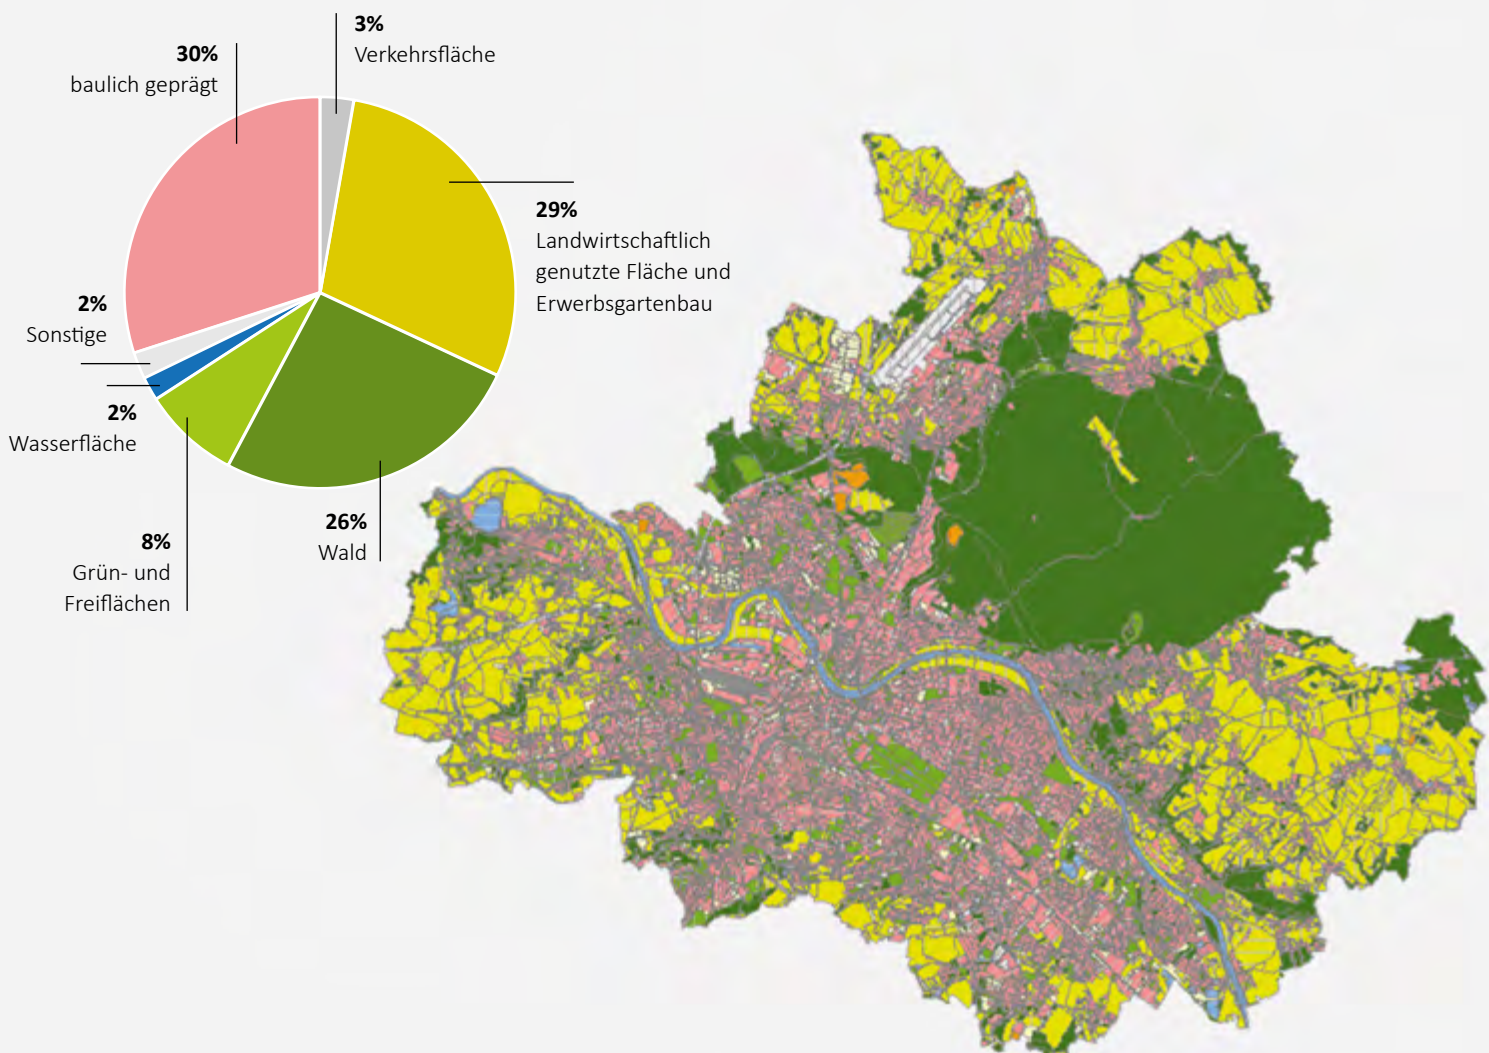 3%
Verkehrsfläche
30%
baulich geprägt
29%
Landwirtschaftlich
genutzte Fläche und
Erwerbsgartenbau
2%
Sonstige
2%
Wasserfläche
26%
Wald
8%
Grün- und
Freiflächen